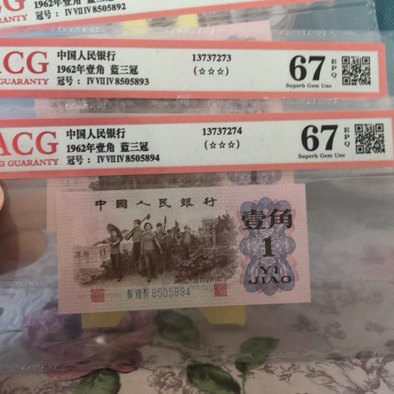 1962年壹角 蓝三冠
冠号： IV VII IV 8505892
ACG
GUARANTY
中国人民银行
1962年壹角 蓝三冠
冠号： IV VII IV 8505893
13737273
(☆☆☆)
67 EPQ
Superb Gem Unc
ACG
GUARANTY
中国人民银行
1962年壹角 蓝三冠
冠号： IV VII IV 8505894
13737274
(☆☆☆)
67 EPQ
Superb Gem Unc
中國人民銀行
壹角
1
YI
JIAO
IV VII IV 8505894